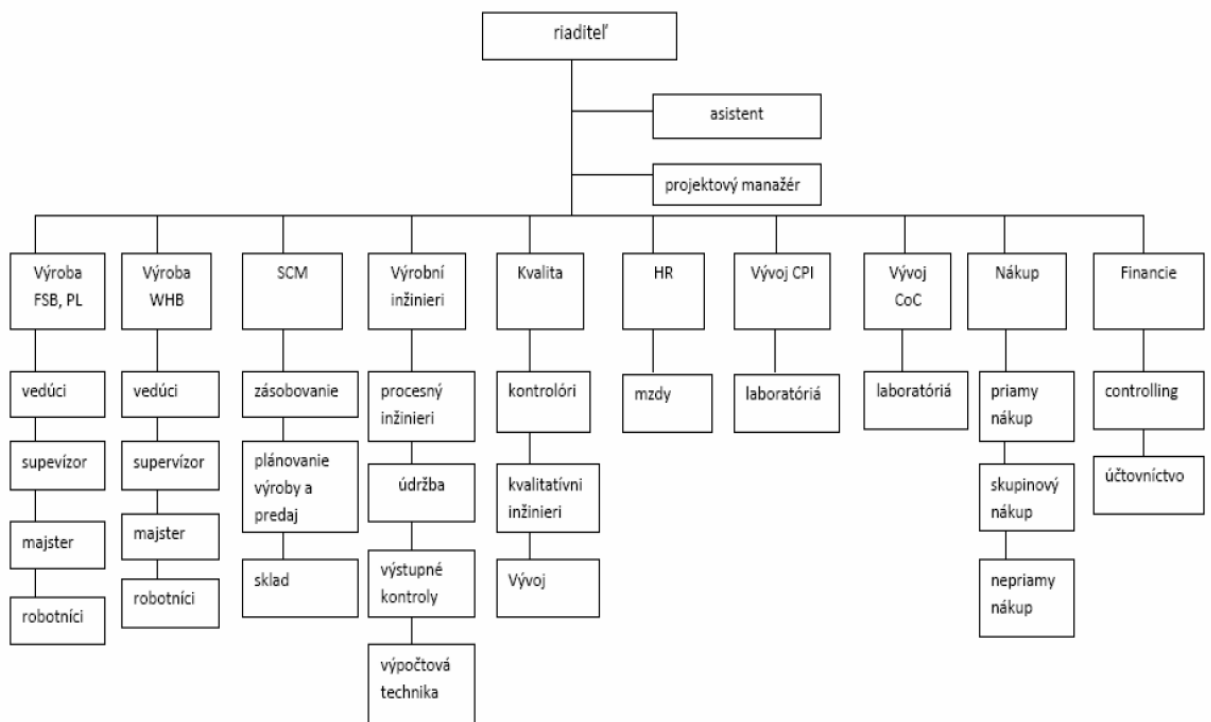 riaditeľ
asistent
projektový manažér
Výroba
FSB, PL
Výroba
WHB
SCM
Výrobní
inžinieri
Kvalita
HR
Vývoj CPI
Vývoj
CoC
Nákup
Financie
vedúci
vedúci
zásobovanie
procesný
inžinieri
kontrolóri
mzdy
laboratóriá
laboratóriá
priamy
nákup
controlling
supevízor
supervízor
plánovanie
výroby a
predaj
údržba
kvalitatívni
inžinieri
skupinový
nákup
účtovníctvo
majster
majster
sklad
výstupné
kontroly
Vývoj
nepriamy
nákup
robotníci
robotníci
výpočtová
technika